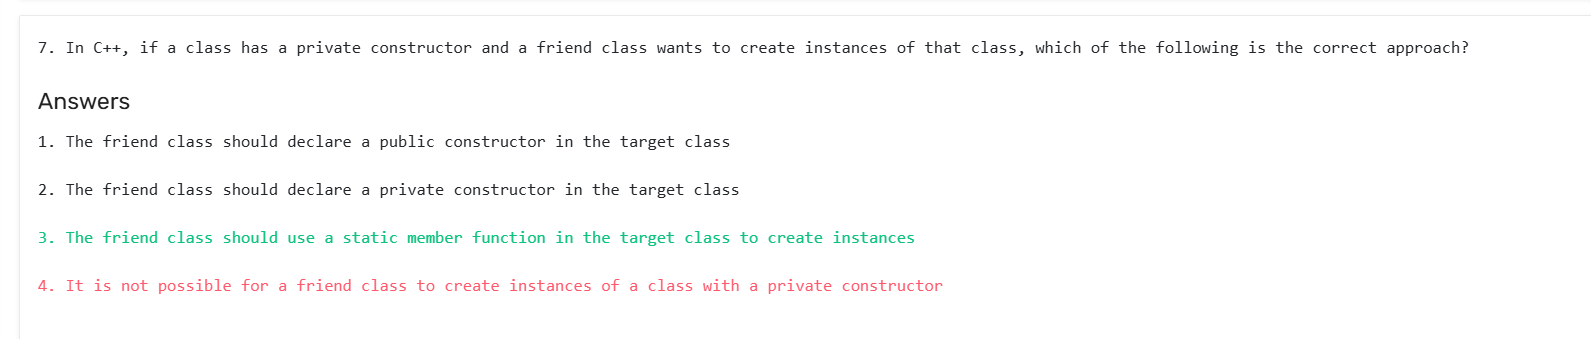 7. In C++, if a class has a private constructor and a friend class wants to create instances of that class, which of the following is the correct approach?
Answers
1. The friend class should declare a public constructor in the target class
2. The friend class should declare a private constructor in the target class
3. The friend class should use a static member function in the target class to create instances
4. It is not possible for a friend class to create instances of a class with a private constructor